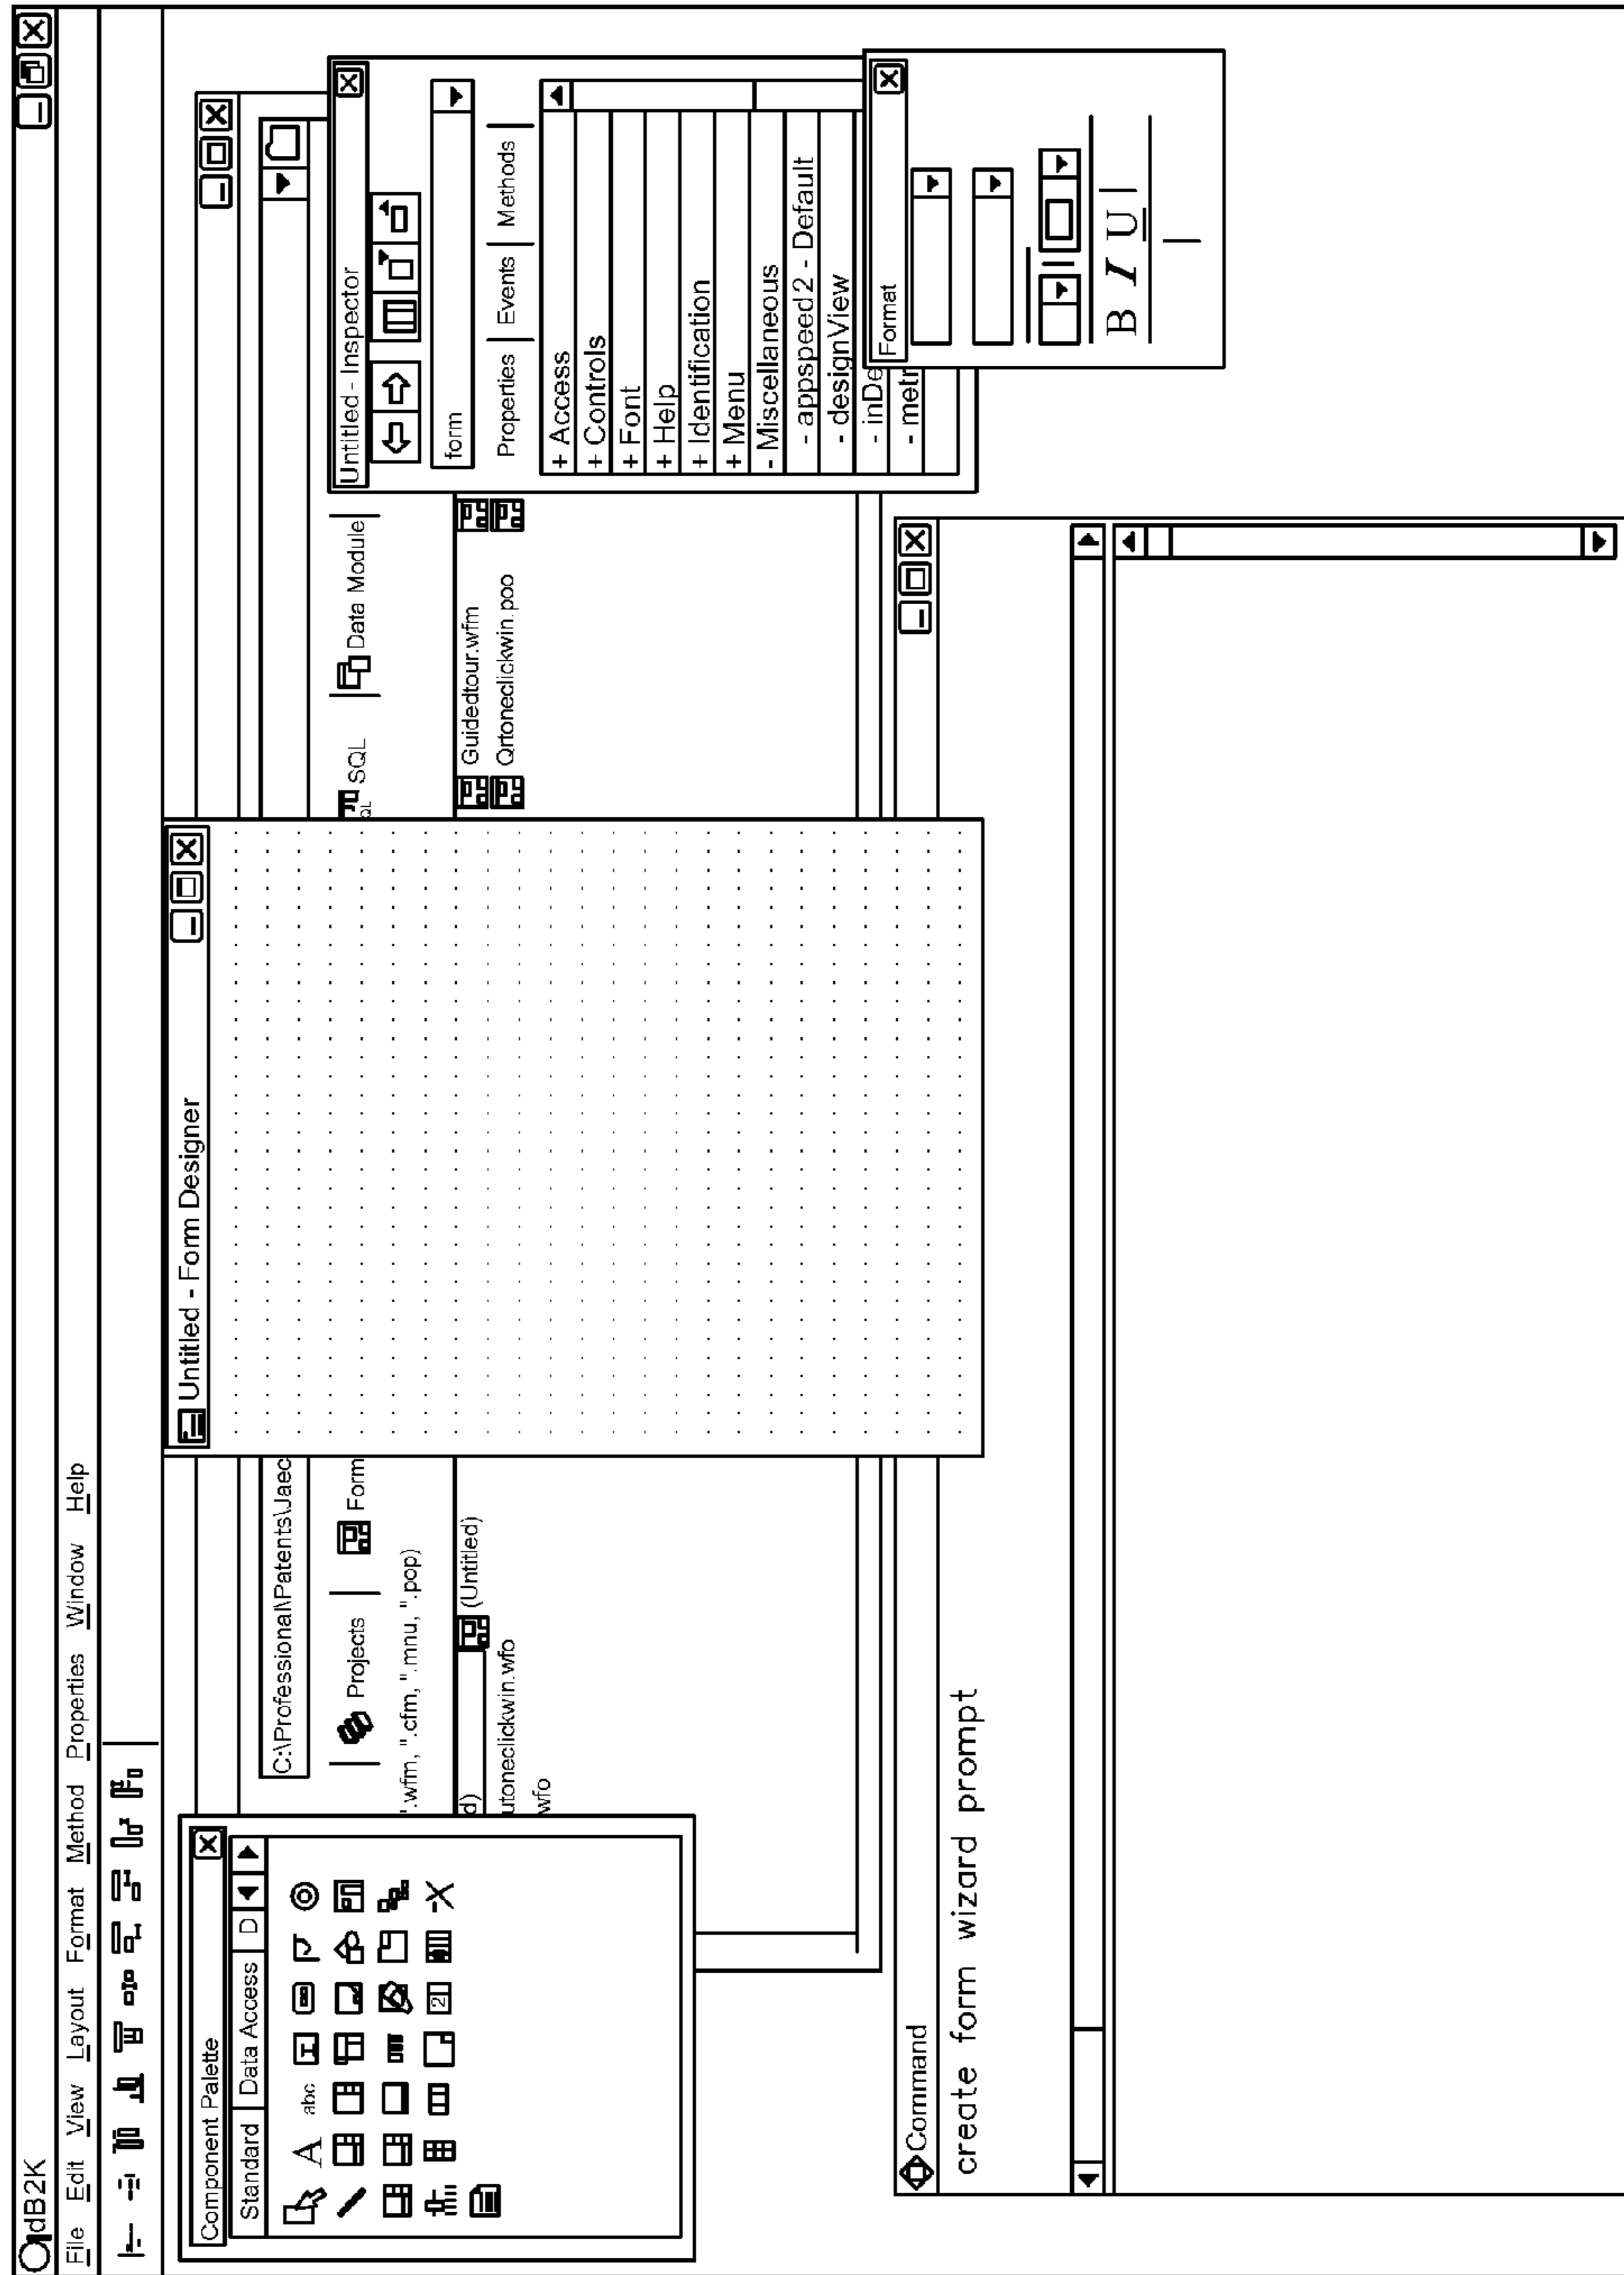 dB2K
File Edit View Layout Format Method Properties Window Help
Component Palette
Standard Data Access D
A abc
2
C:\Professional\Patents\Jaec
Projects Form
".wfm, ".cfm, ".mnu, ".pop)
d) (Untitled)
utoneclickwin.wfo
wfo
Untitled - Form Designer
QL SQL Data Module
Guidedtour.wfm
Qrtoneclickwin.poo
Untitled - Inspector
form
Properties Events Methods
+ Access
+ Controls
+ Font
+ Help
+ Identification
+ Menu
- Miscellaneous
- appspeed2 - Default
- designView
- inDe
- metr
Format
B I U
Command
create form wizard prompt